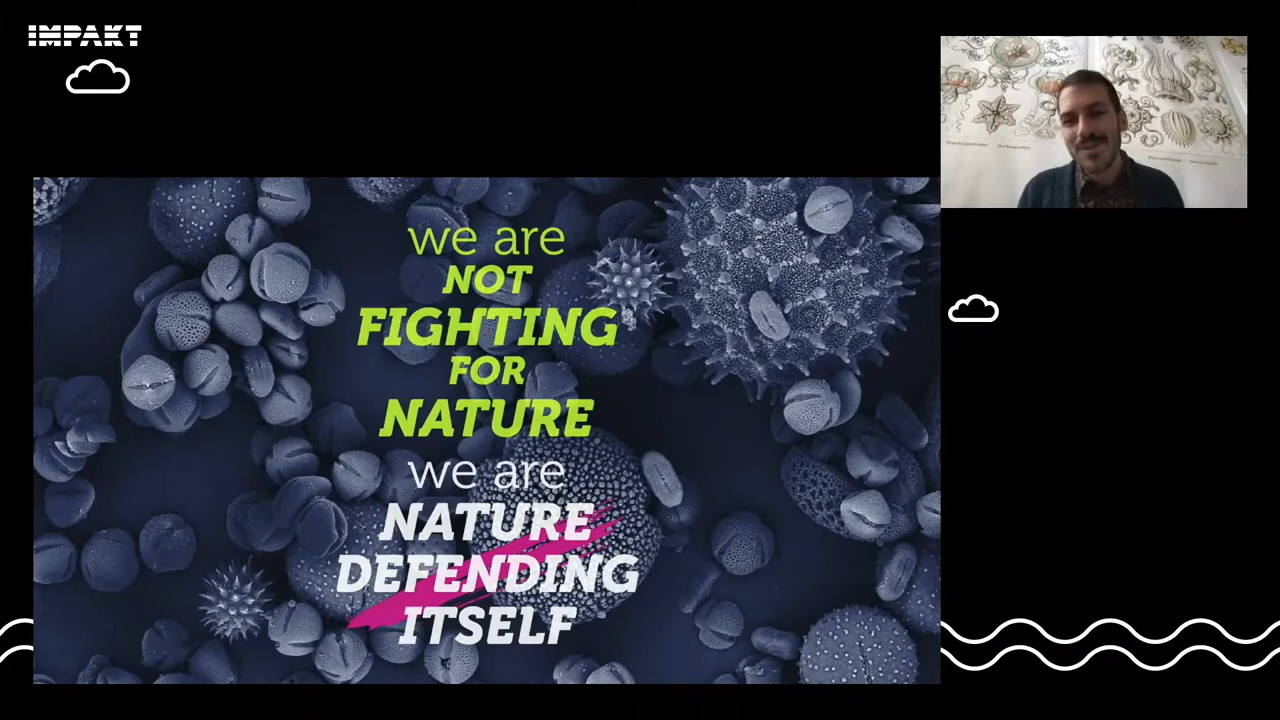 IMPAKT
we are
NOT
FIGHTING
FOR
NATURE
we are
NATURE
DEFENDING
ITSELF